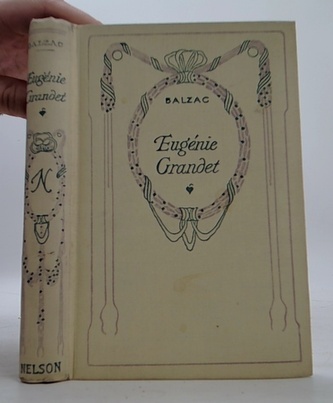 BALZAC
Eugénie
Grandet
N
NELSON
BALZAC
Eugénie
Grandet